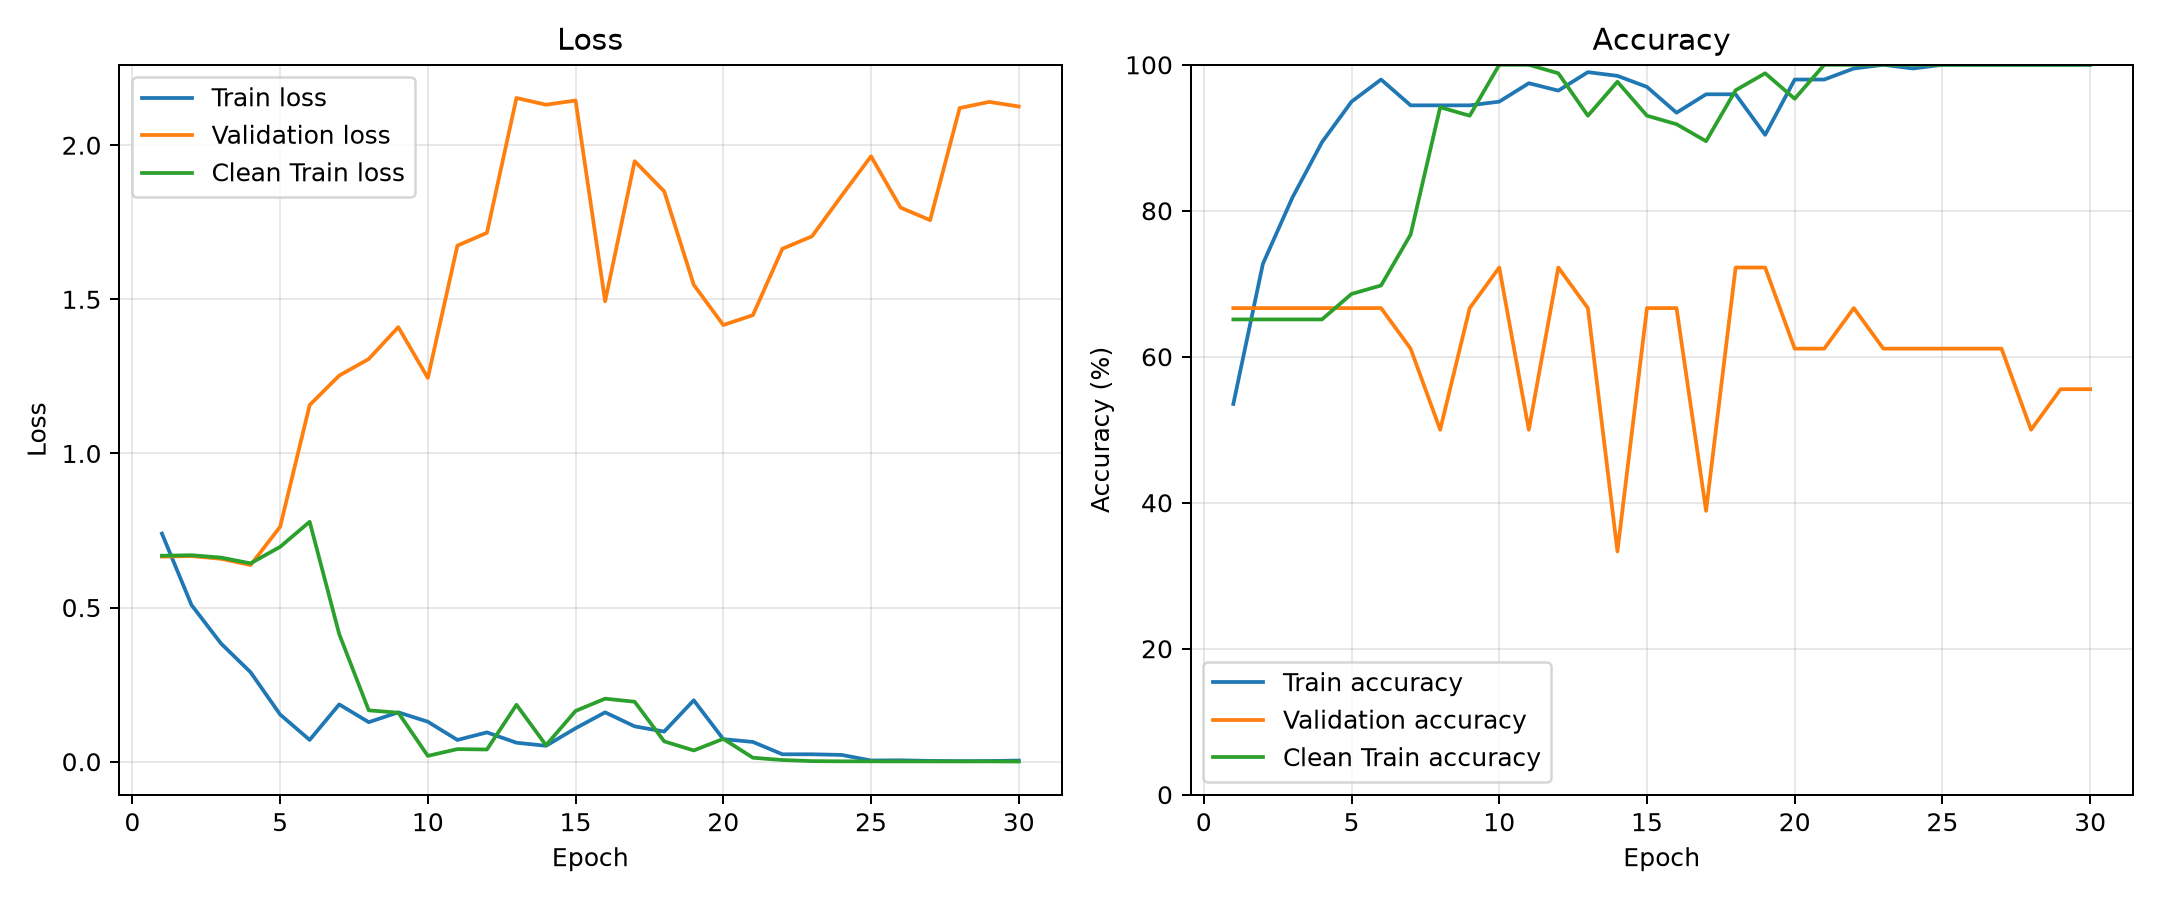 Loss
Train loss
Validation loss
Clean Train loss
2.0
1.5
1.0
0.5
0.0
Loss
0 5 10 15 20 25 30
Epoch
Accuracy
100
80
60
40
20
0
Accuracy (%)
Train accuracy
Validation accuracy
Clean Train accuracy
0 5 10 15 20 25 30
Epoch